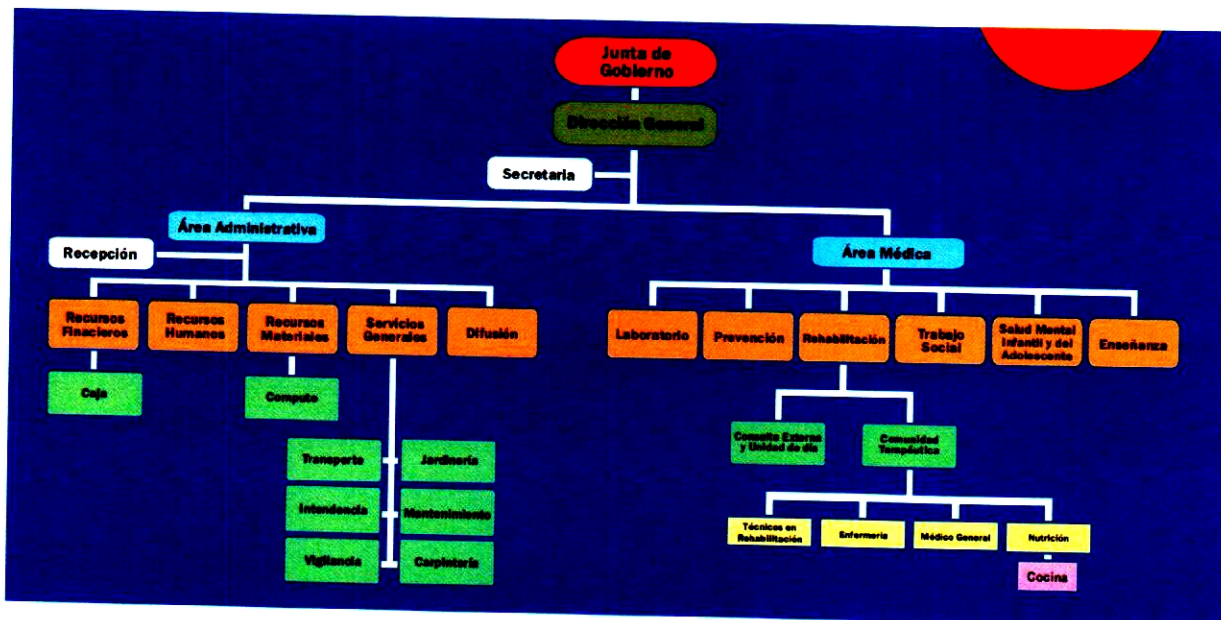 Junta de
Gobierno
Dirección General
Secretaria
Área Administrativa
Recepción
Área Médica
Recursos
Finacieros
Recursos
Humanos
Recursos
Materiales
Servicios
Generales
Difusión
Laboratorio
Prevención
Rehabilitación
Trabajo
Social
Salud Mental
Infantil y del
Adolescente
Enseñanza
Caja
Computo
Consulta Externa
y Unidad de día
Comunidad
Terapéutica
Transporte
Jardinería
Intendencia
Mantenimiento
Vigilancia
Carpintería
Técnicos en
Rehabilitación
Enfermería
Médico General
Nutrición
Cocina